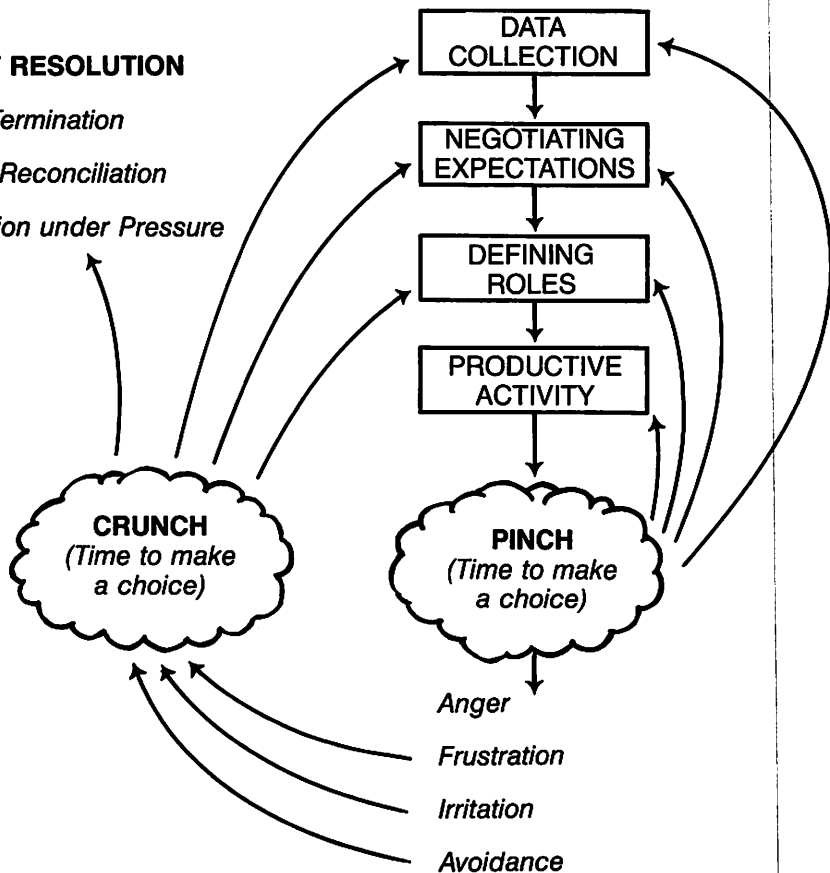 DATA
COLLECTION
RESOLUTION
Termination
Reconciliation
under Pressure
NEGOTIATING
EXPECTATIONS
DEFINING
ROLES
PRODUCTIVE
ACTIVITY
CRUNCH
(Time to make
a choice)
PINCH
(Time to make
a choice)
Anger
Frustration
Irritation
Avoidance